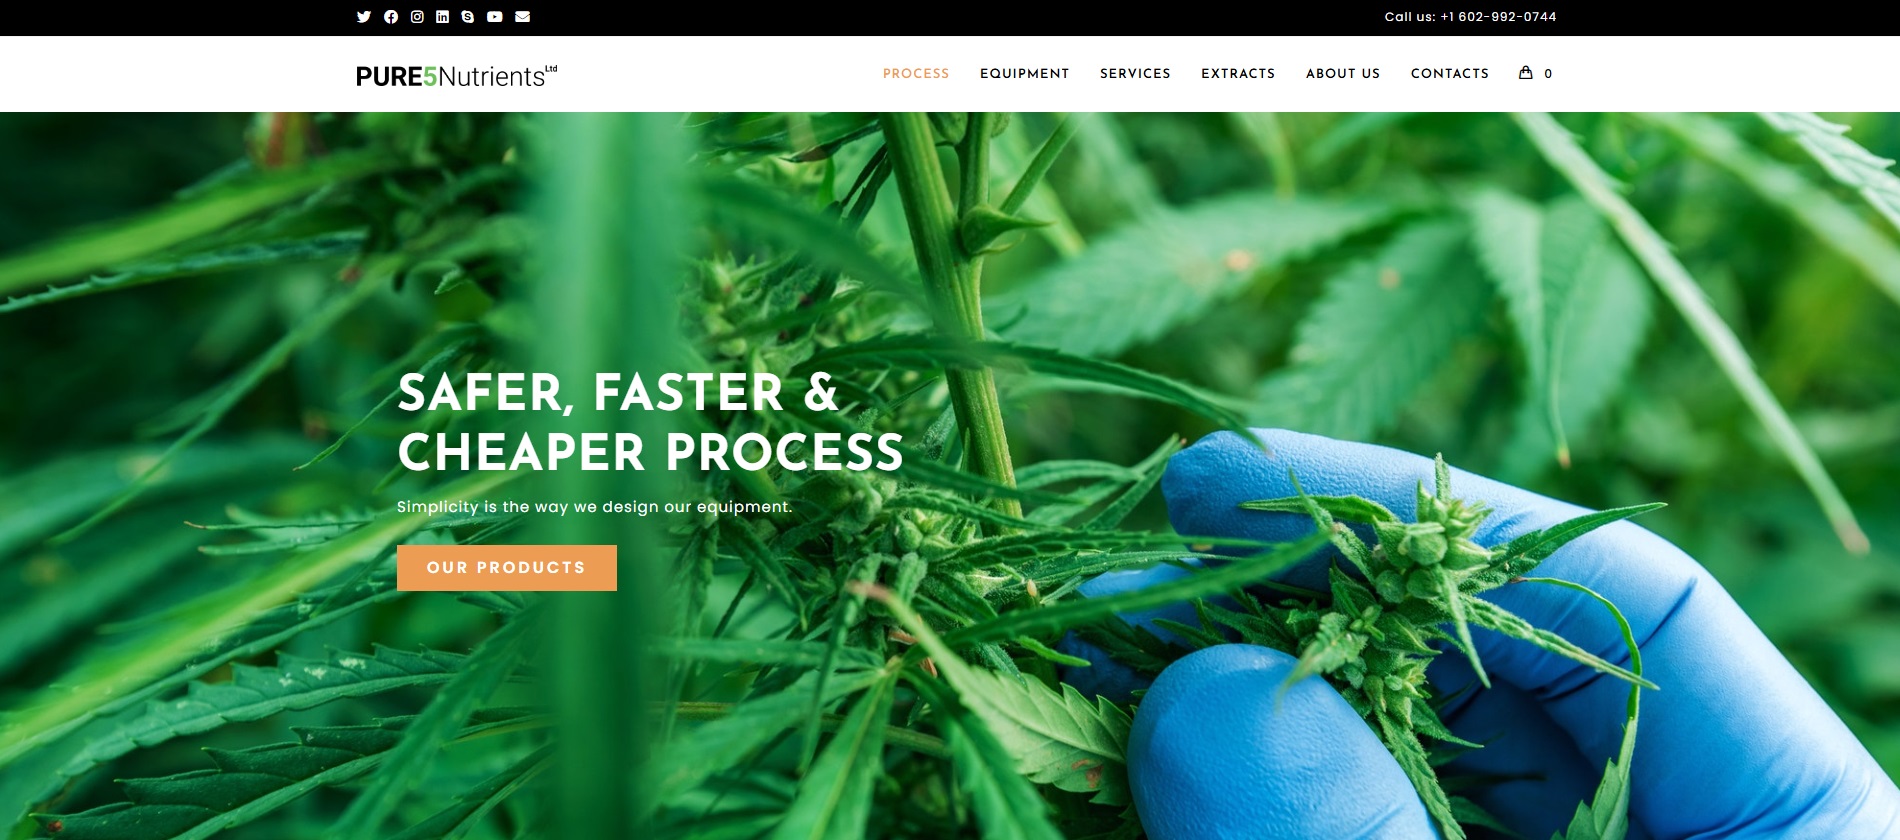 Call us: +1 602-992-0744
PURE5Nutrients Ltd
PROCESS EQUIPMENT SERVICES EXTRACTS ABOUT US CONTACTS 0
SAFER, FASTER &
CHEAPER PROCESS
Simplicity is the way we design our equipment.
OUR PRODUCTS